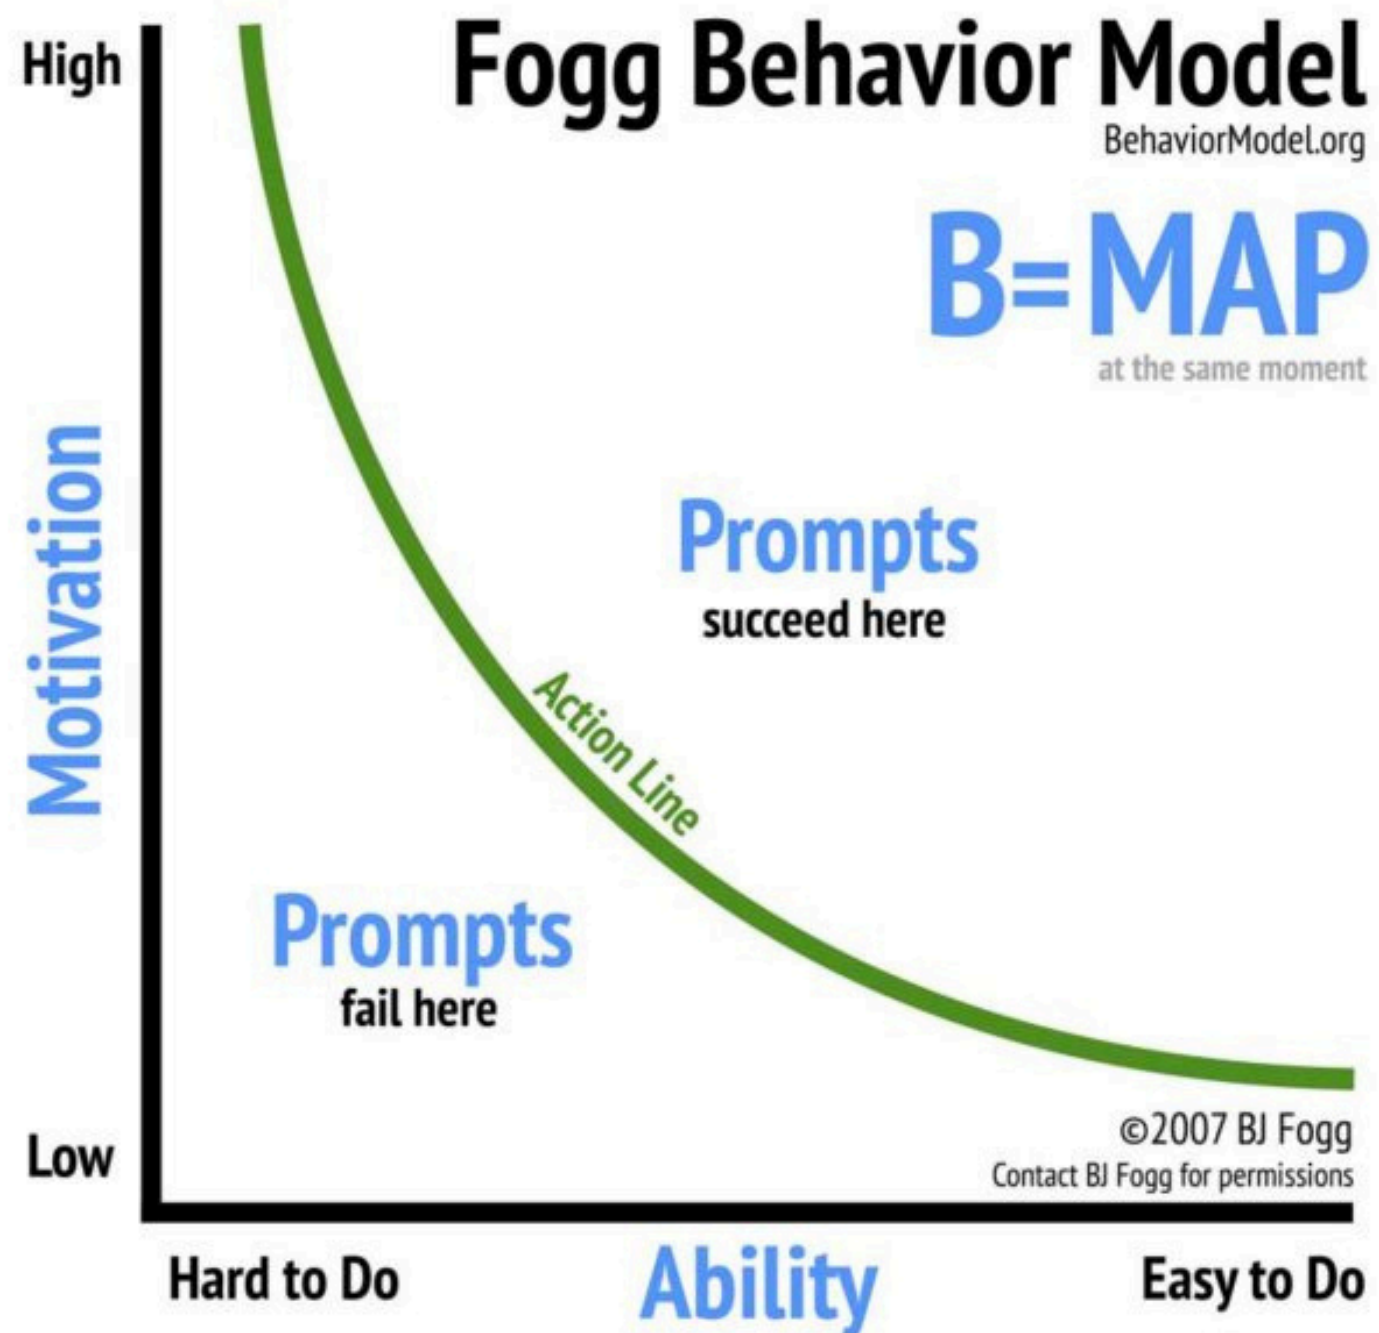 High
Fogg Behavior Model
BehaviorModel.org
B=MAP
at the same moment
Motivation
Prompts
succeed here
Action Line
Prompts
fail here
Low
©2007 BJ Fogg
Contact BJ Fogg for permissions
Hard to Do
Ability
Easy to Do